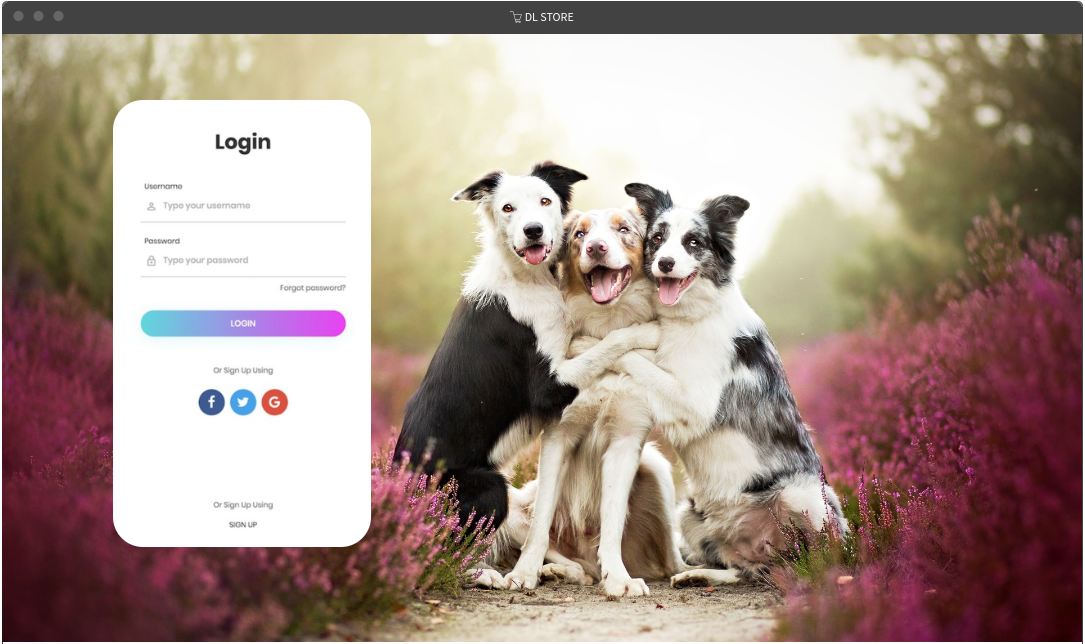 DL STORE
Login
Username
Type your username
Password
Type your password
Forgot password?
LOGIN
Or Sign Up Using
f
G
Or Sign Up Using
SIGN UP